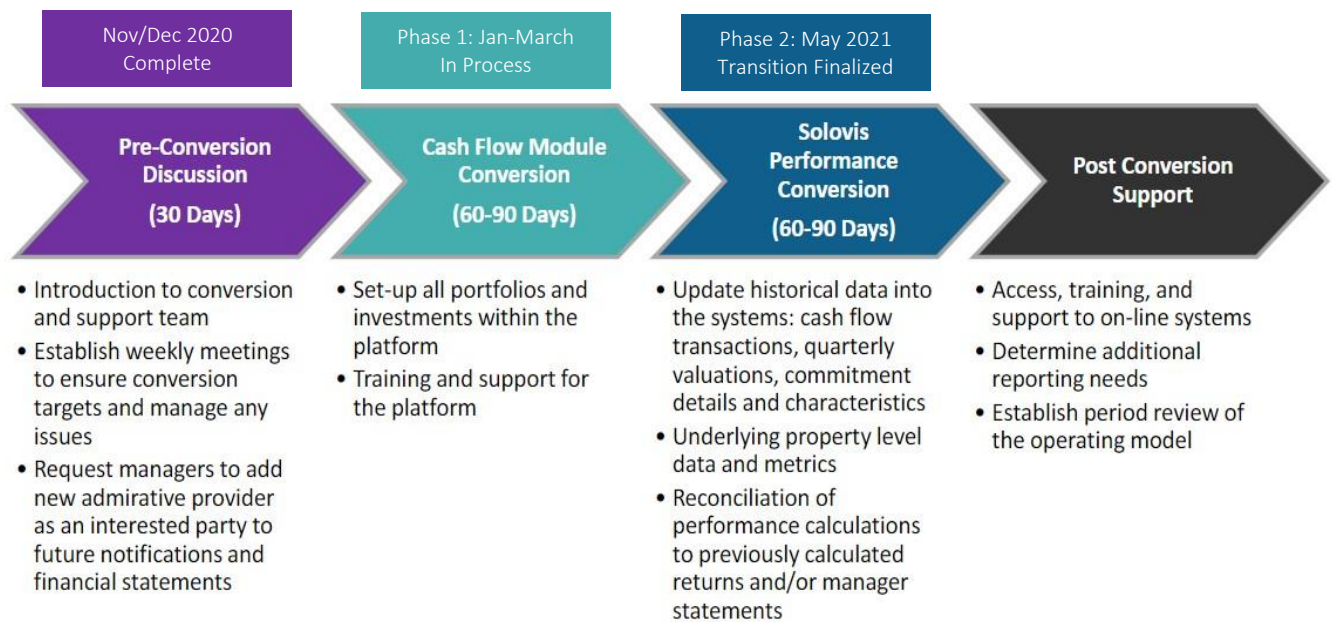 Nov/Dec 2020
Complete
Phase 1: Jan-March
In Process
Phase 2: May 2021
Transition Finalized
Pre-Conversion
Discussion
(30 Days)
Cash Flow Module
Conversion
(60-90 Days)
Solovis
Performance
Conversion
(60-90 Days)
Post Conversion
Support
• Introduction to conversion
and support team
• Establish weekly meetings
to ensure conversion
targets and manage any
issues
• Request managers to add
new admirative provider
as an interested party to
future notifications and
financial statements
• Set-up all portfolios and
investments within the
platform
• Training and support for
the platform
• Update historical data into
the systems: cash flow
transactions, quarterly
valuations, commitment
details and characteristics
• Underlying property level
data and metrics
• Reconciliation of
performance calculations
to previously calculated
returns and/or manager
statements
• Access, training, and
support to on-line systems
• Determine additional
reporting needs
• Establish period review of
the operating model